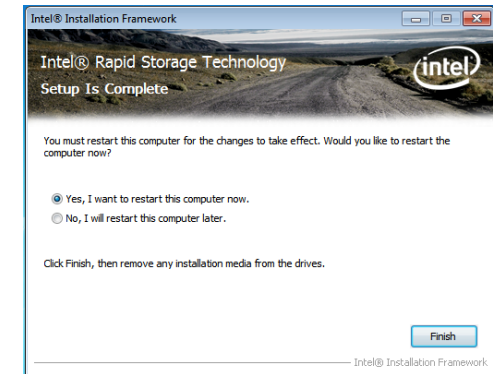 Intel® Installation Framework
Intel® Rapid Storage Technology
Setup Is Complete
intel
You must restart this computer for the changes to take effect. Would you like to restart the
computer now?
Yes, I want to restart this computer now.
No, I will restart this computer later.
Click Finish, then remove any installation media from the drives.
Finish
Intel® Installation Framework